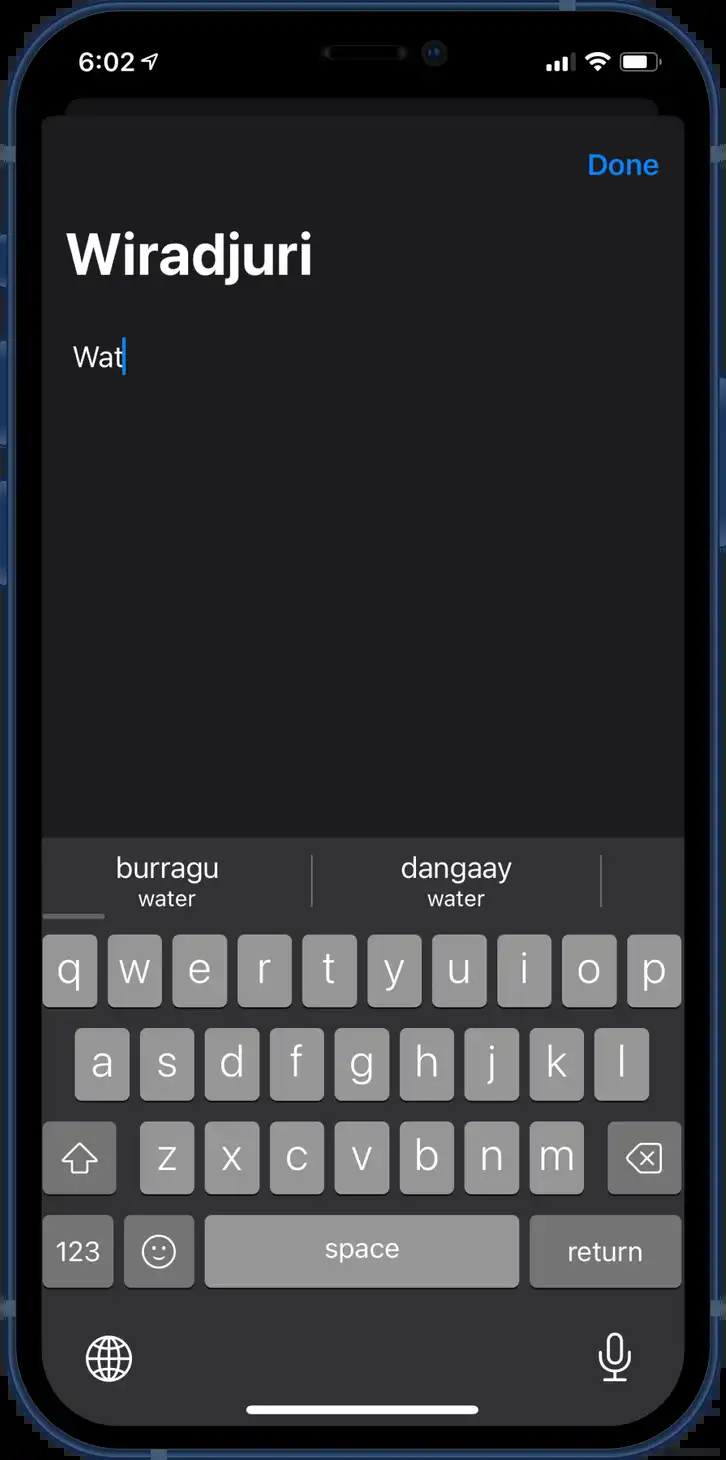 6:02
Done
Wiradjuri
Wat
burragu dangaay
water water
q w e r t y u i o p
a s d f g h j k l
z x c v b n m
123 space return